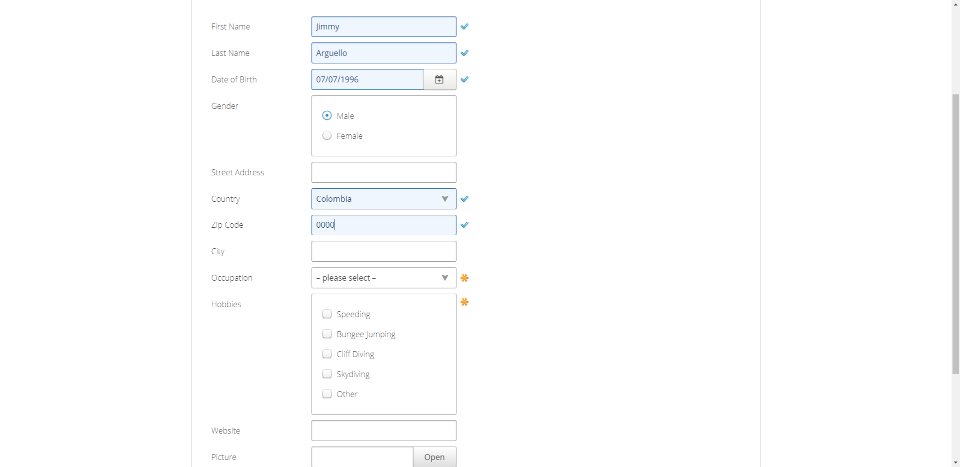 First Name Jimmy
Last Name Arguello
Date of Birth 07/07/1996
Gender
Male
Female
Street Address
Country Colombia
Zip Code 0000
City
Occupation – please select –
Hobbies
Speeding
Bungee Jumping
Cliff Diving
Skydiving
Other
Website
Picture Open